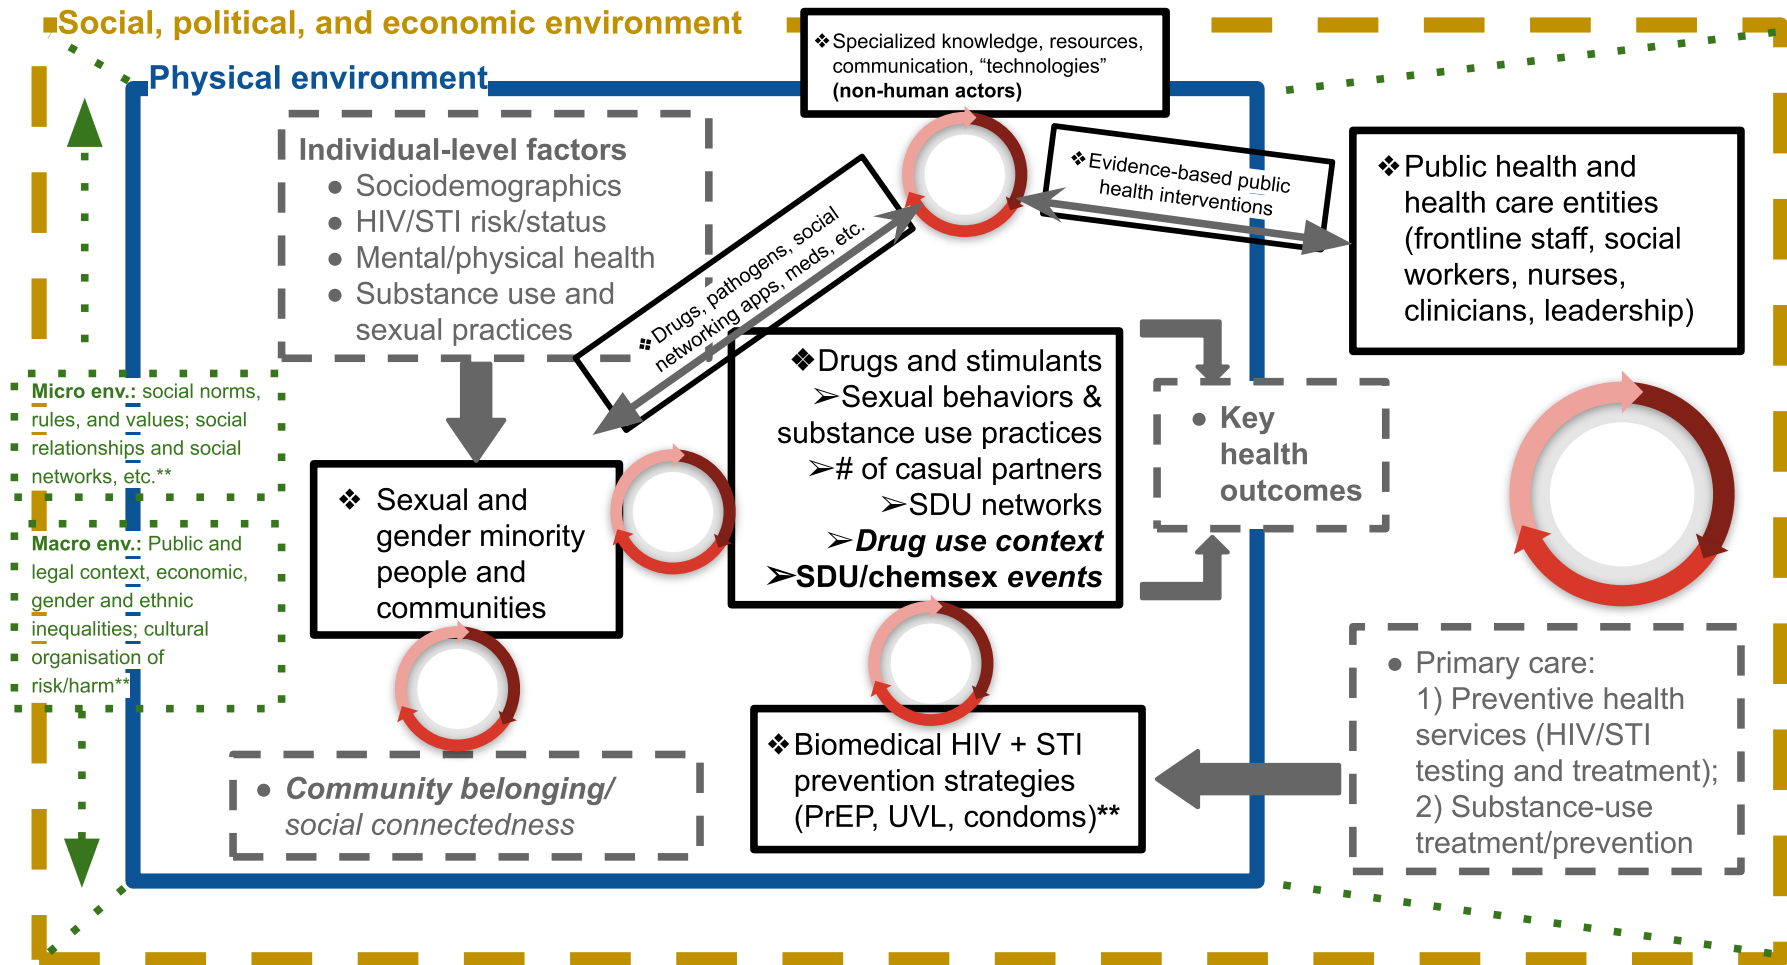 Social, political, and economic environment
Physical environment
❖Specialized knowledge, resources,
communication, “technologies”
(non-human actors)
Individual-level factors
● Sociodemographics
● HIV/STI risk/status
● Mental/physical health
● Substance use and
sexual practices
❖Drugs, pathogens, social
networking apps, meds, etc.
❖Evidence-based public
health interventions
❖Public health and
health care entities
(frontline staff, social
workers, nurses,
clinicians, leadership)
Micro env.: social norms,
rules, and values; social
relationships and social
networks, etc.**
Macro env.: Public and
legal context, economic,
gender and ethnic
inequalities; cultural
organisation of
risk/harm**
❖ Sexual and
gender minority
people and
communities
❖Drugs and stimulants
➢Sexual behaviors &
substance use practices
➢# of casual partners
➢SDU networks
➢Drug use context
➢SDU/chemsex events
● Key
health
outcomes
● Community belonging/
social connectedness
❖Biomedical HIV + STI
prevention strategies
(PrEP, UVL, condoms)**
● Primary care:
1) Preventive health
services (HIV/STI
testing and treatment);
2) Substance-use
treatment/prevention